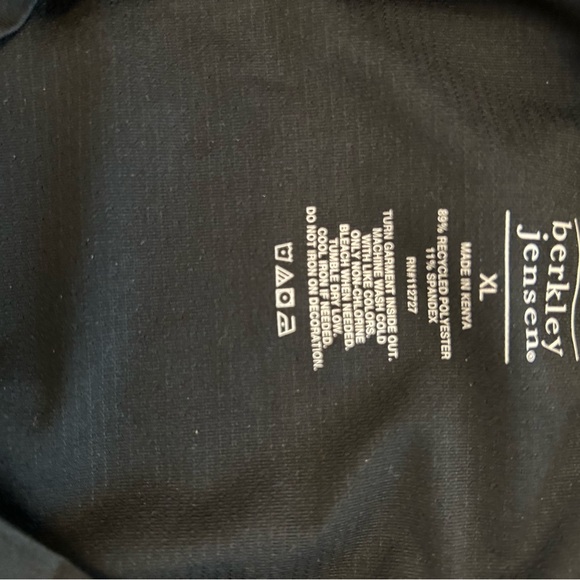 berkley
jensen®
XL
MADE IN KENYA
89% RECYCLED POLYESTER
11% SPANDEX
RN#112727
TURN GARMENT INSIDE OUT.
MACHINE WASH COLD
WITH LIKE COLORS.
ONLY NON-CHLORINE
BLEACH WHEN NEEDED.
TUMBLE DRY LOW.
COOL IRON IF NEEDED.
DO NOT IRON ON DECORATION.